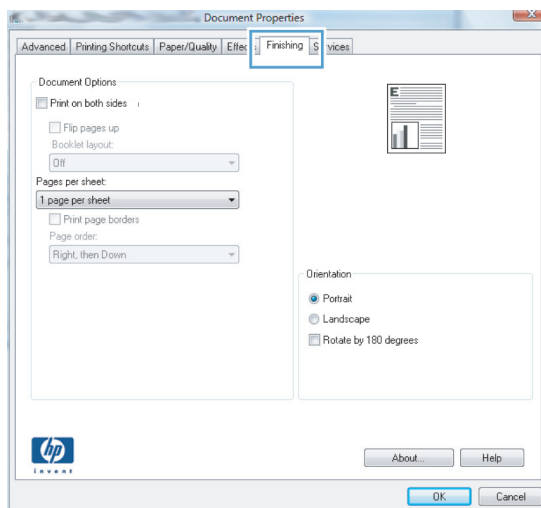 Document Properties
Advanced
Printing Shortcuts
Paper/Quality
Finishing
Document Options
Print on both sides
Flip pages up
Booklet layout:
Off
Pages per sheet:
1 page per sheet
Print page borders
Page order:
Right, then Down
E
Orientation
Portrait
Landscape
Rotate by 180 degrees
hp
invent
About...
Help
OK
Cancel